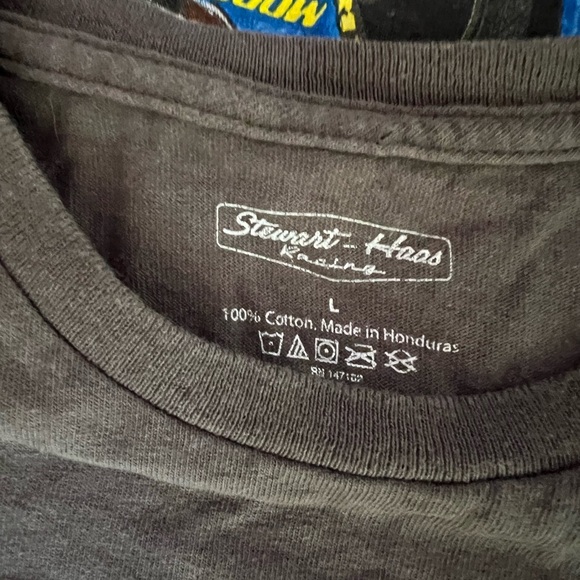 Stewart-Haas
Racing
L
100% Cotton. Made in Honduras